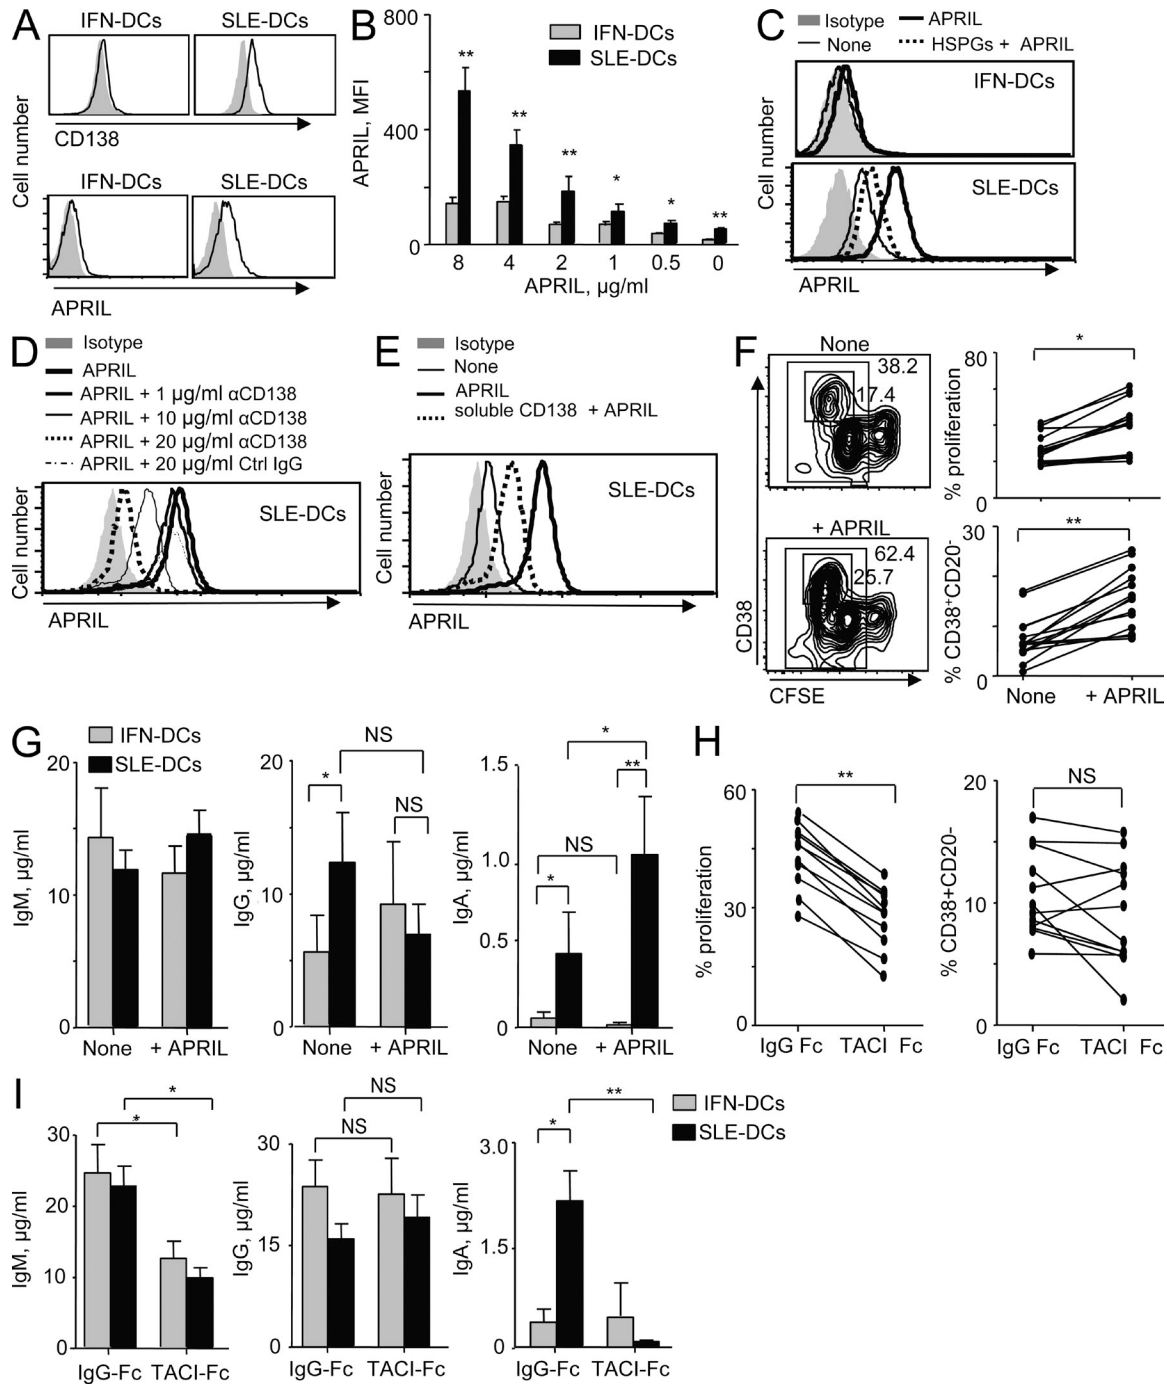 A
IFN-DCs SLE-DCs
Cell number
CD138
IFN-DCs SLE-DCs
APRIL
B
IFN-DCs
SLE-DCs
APRIL, MFI
800
400
0
** ** ** * * **
8 4 2 1 0.5 0
APRIL, µg/ml
C
Isotype APRIL
None HSPGs + APRIL
Cell number
IFN-DCs
SLE-DCs
APRIL
D
Isotype
APRIL
APRIL + 1 µg/ml αCD138
APRIL + 10 µg/ml αCD138
APRIL + 20 µg/ml αCD138
APRIL + 20 µg/ml Ctrl IgG
Cell number
SLE-DCs
APRIL
E
Isotype
None
APRIL
soluble CD138 + APRIL
Cell number
SLE-DCs
APRIL
F
None
38.2
17.4
+ APRIL
62.4
25.7
CD38
CFSE
% proliferation
80
40
0
*
% CD38+CD20-
30
15
0
**
None + APRIL
G
IFN-DCs
SLE-DCs
IgM, µg/ml
20
10
0
None + APRIL
IgG, µg/ml
20
10
0
* NS NS
None + APRIL
IgA, µg/ml
1.5
1.0
0.5
0
* NS ** *
None + APRIL
H
% proliferation
60
30
0
**
IgG Fc TACI Fc
% CD38+CD20-
20
10
0
NS
IgG Fc TACI Fc
I
IgM, µg/ml
30
20
10
0
* *
IgG-Fc TACI-Fc
IgG, µg/ml
30
15
0
NS
NS
IgG-Fc TACI-Fc
IgA, µg/ml
3.0
1.5
0
* **
IgG-Fc TACI-Fc
IFN-DCs
SLE-DCs